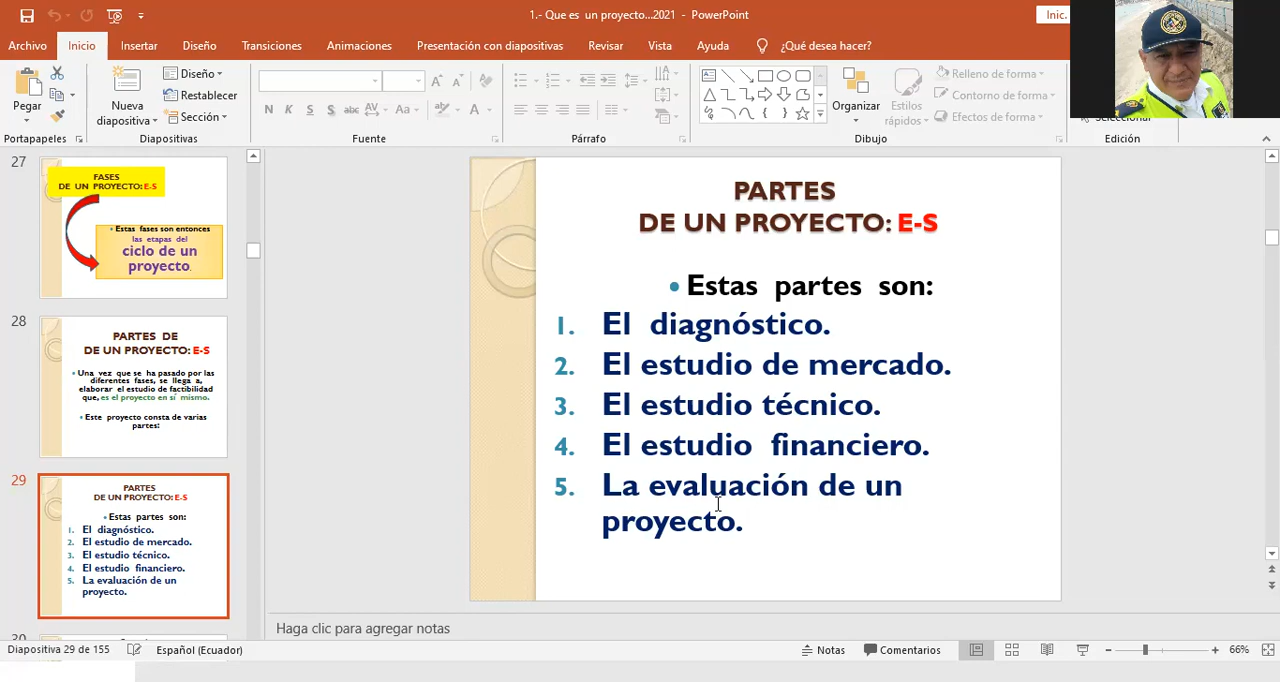 1.- Que es  un proyecto...2021  -  PowerPoint
Inic.
Archivo
Inicio
Insertar
Diseño
Transiciones
Animaciones
Presentación con diapositivas
Revisar
Vista
Ayuda
¿Qué desea hacer?
Pegar
Portapapeles
Nueva
diapositiva
Diseño
Restablecer
Sección
Diapositivas
N K S S abc AV Aa A
Fuente
Párrafo
Organizar
Estilos
rápidos
Relleno de forma
Contorno de forma
Efectos de forma
Dibujo
Seleccionar
Edición
27
FASES
DE UN PROYECTO: E-S
• Estas fases son entonces
las etapas del
ciclo de un
proyecto.
28
PARTES DE
DE UN PROYECTO: E-S
• Una vez que se ha pasado por las
diferentes fases, se llega a,
elaborar el estudio de factibilidad
que, es el proyecto en sí mismo.
• Este proyecto consta de varias
partes:
29
PARTES
DE UN PROYECTO: E-S
• Estas partes son:
1. El diagnóstico.
2. El estudio de mercado.
3. El estudio técnico.
4. El estudio financiero.
5. La evaluación de un
proyecto.
30
PARTES
DE UN PROYECTO: E-S
• Estas partes son:
1. El diagnóstico.
2. El estudio de mercado.
3. El estudio técnico.
4. El estudio financiero.
5. La evaluación de un
proyecto.
Haga clic para agregar notas
Diapositiva 29 de 155
Español (Ecuador)
Notas
Comentarios
66%